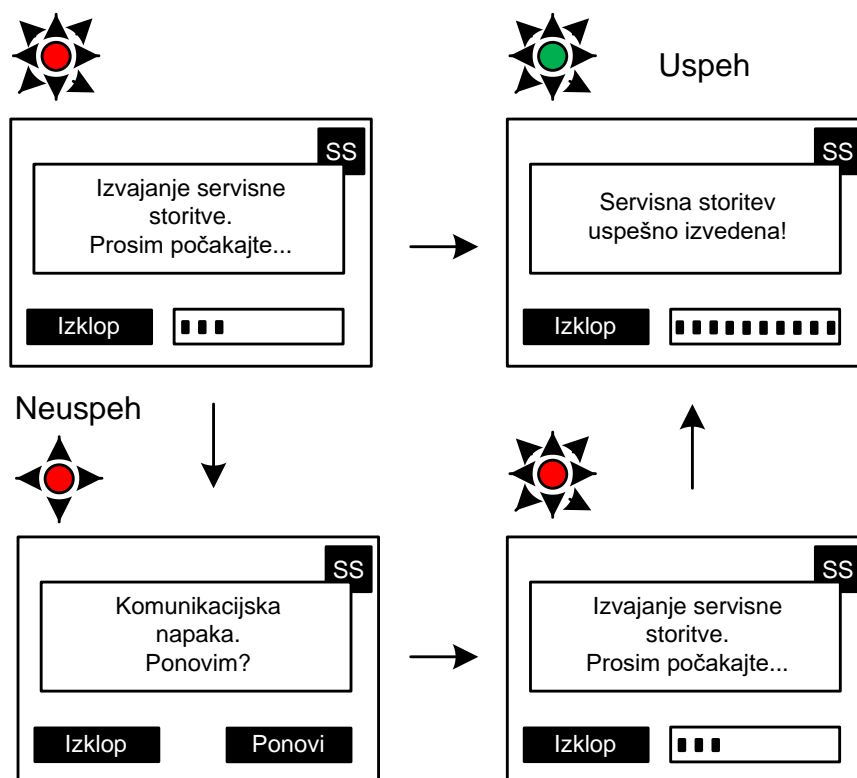 Uspeh
SS
Izvajanje servisne
storitve.
Prosim počakajte...
Izklop
SS
Servisna storitev
uspešno izvedena!
Izklop
Neuspeh
SS
Komunikacijska
napaka.
Ponovim?
Izklop
Ponovi
SS
Izvajanje servisne
storitve.
Prosim počakajte...
Izklop